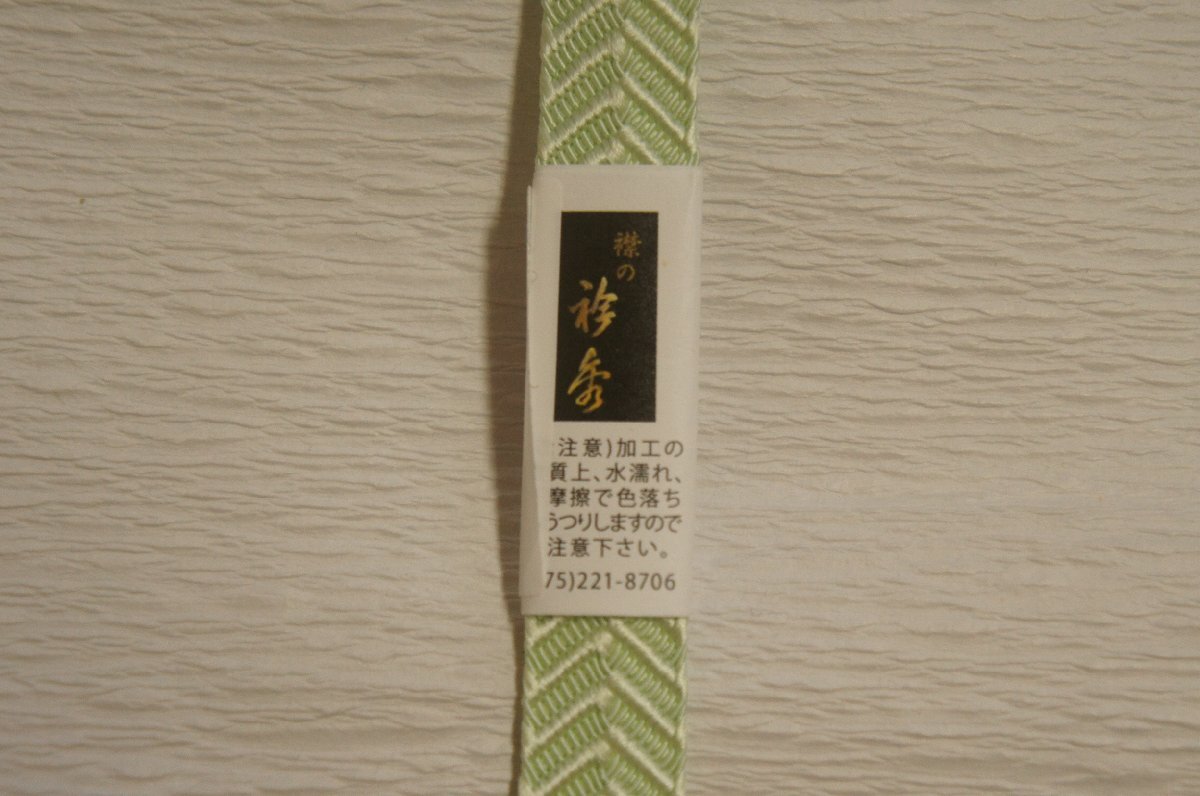 襟の
衿秀
注意)加工の
質上、水濡れ、
摩擦で色落ち
うつりしますので
注意下さい。
75)221-8706